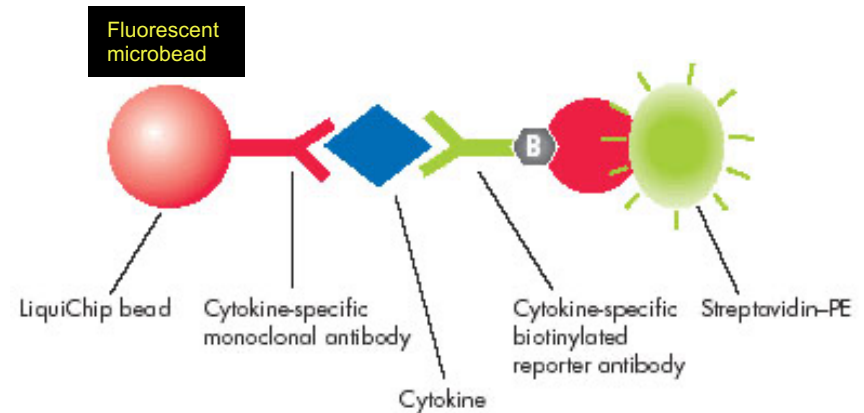 Fluorescent
microbead
B
LiquiChip bead
Cytokine-specific
monoclonal antibody
Cytokine
Cytokine-specific
biotinylated
reporter antibody
Streptavidin–PE